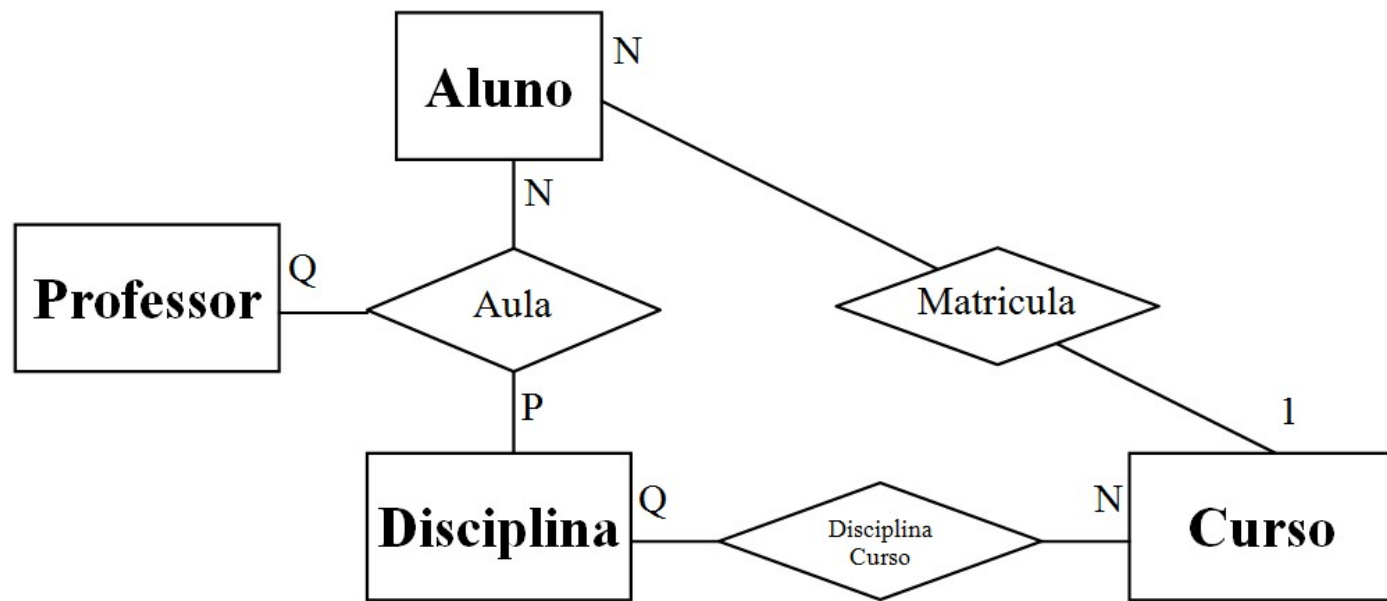 Aluno
N
N
Professor
Q
Aula
Matricula
P
1
Disciplina
Q
Disciplina
Curso
N
Curso